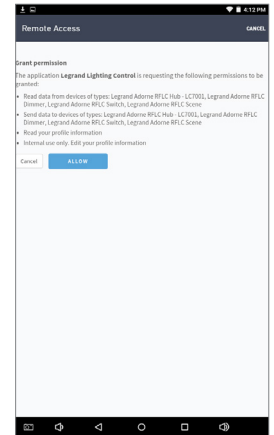 4:12 PM
Remote Access
CANCEL
Grant permission
The application Legrand Lighting Control is requesting the following permissions to be
granted:
• Read data from devices of types: Legrand Adorne RFLC Hub - LC7001, Legrand Adorne RFLC
Dimmer, Legrand Adorne RFLC Switch, Legrand Adorne RFLC Scene
• Send data to devices of types: Legrand Adorne RFLC Hub - LC7001, Legrand Adorne RFLC
Dimmer, Legrand Adorne RFLC Switch, Legrand Adorne RFLC Scene
• Read your profile information
• Internal use only. Edit your profile information
Cancel
ALLOW